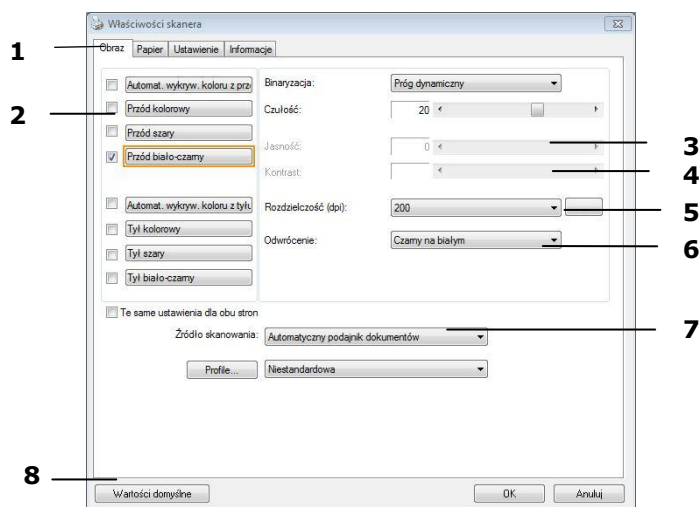 Właściwości skanera
1
Obraz Papier Ustawienie Informacje
Automat. wykryw. koloru z prz
Binaryzacja: Próg dynamiczny
2
Przód kolorowy
Czułość: 20
Przód szary
Jasność: 0
3
Przód biało-czarny
Kontrast:
4
Automat. wykryw. koloru z tyłu
Rozdzielczość (dpi): 200
5
Tył kolorowy
Odwrócenie: Czarny na białym
6
Tył szary
Tył biało-czarny
Te same ustawienia dla obu stron
Źródło skanowania: Automatyczny podajnik dokumentów
7
Profile... Niestandardowa
8
Wartości domyślne OK Anuluj